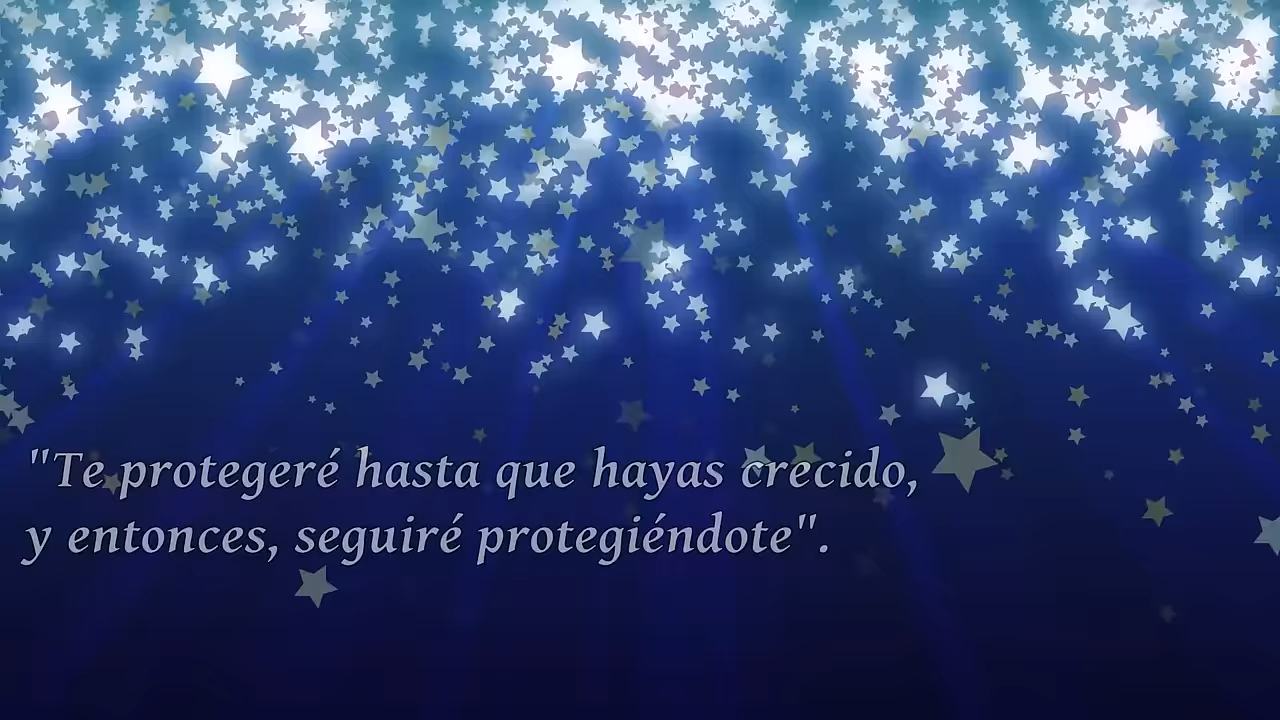 "Te protegeré hasta que hayas crecido,
y entonces, seguiré protegiéndote".